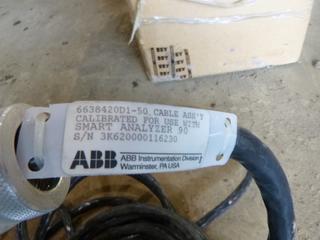 6638420D1-50 CABLE ASS'Y
CALIBRATED FOR USE WITH
SMART ANALYZER 90
S/N 3K620000116230
ABB
ABB Instrumentation Division
Warminster, PA USA